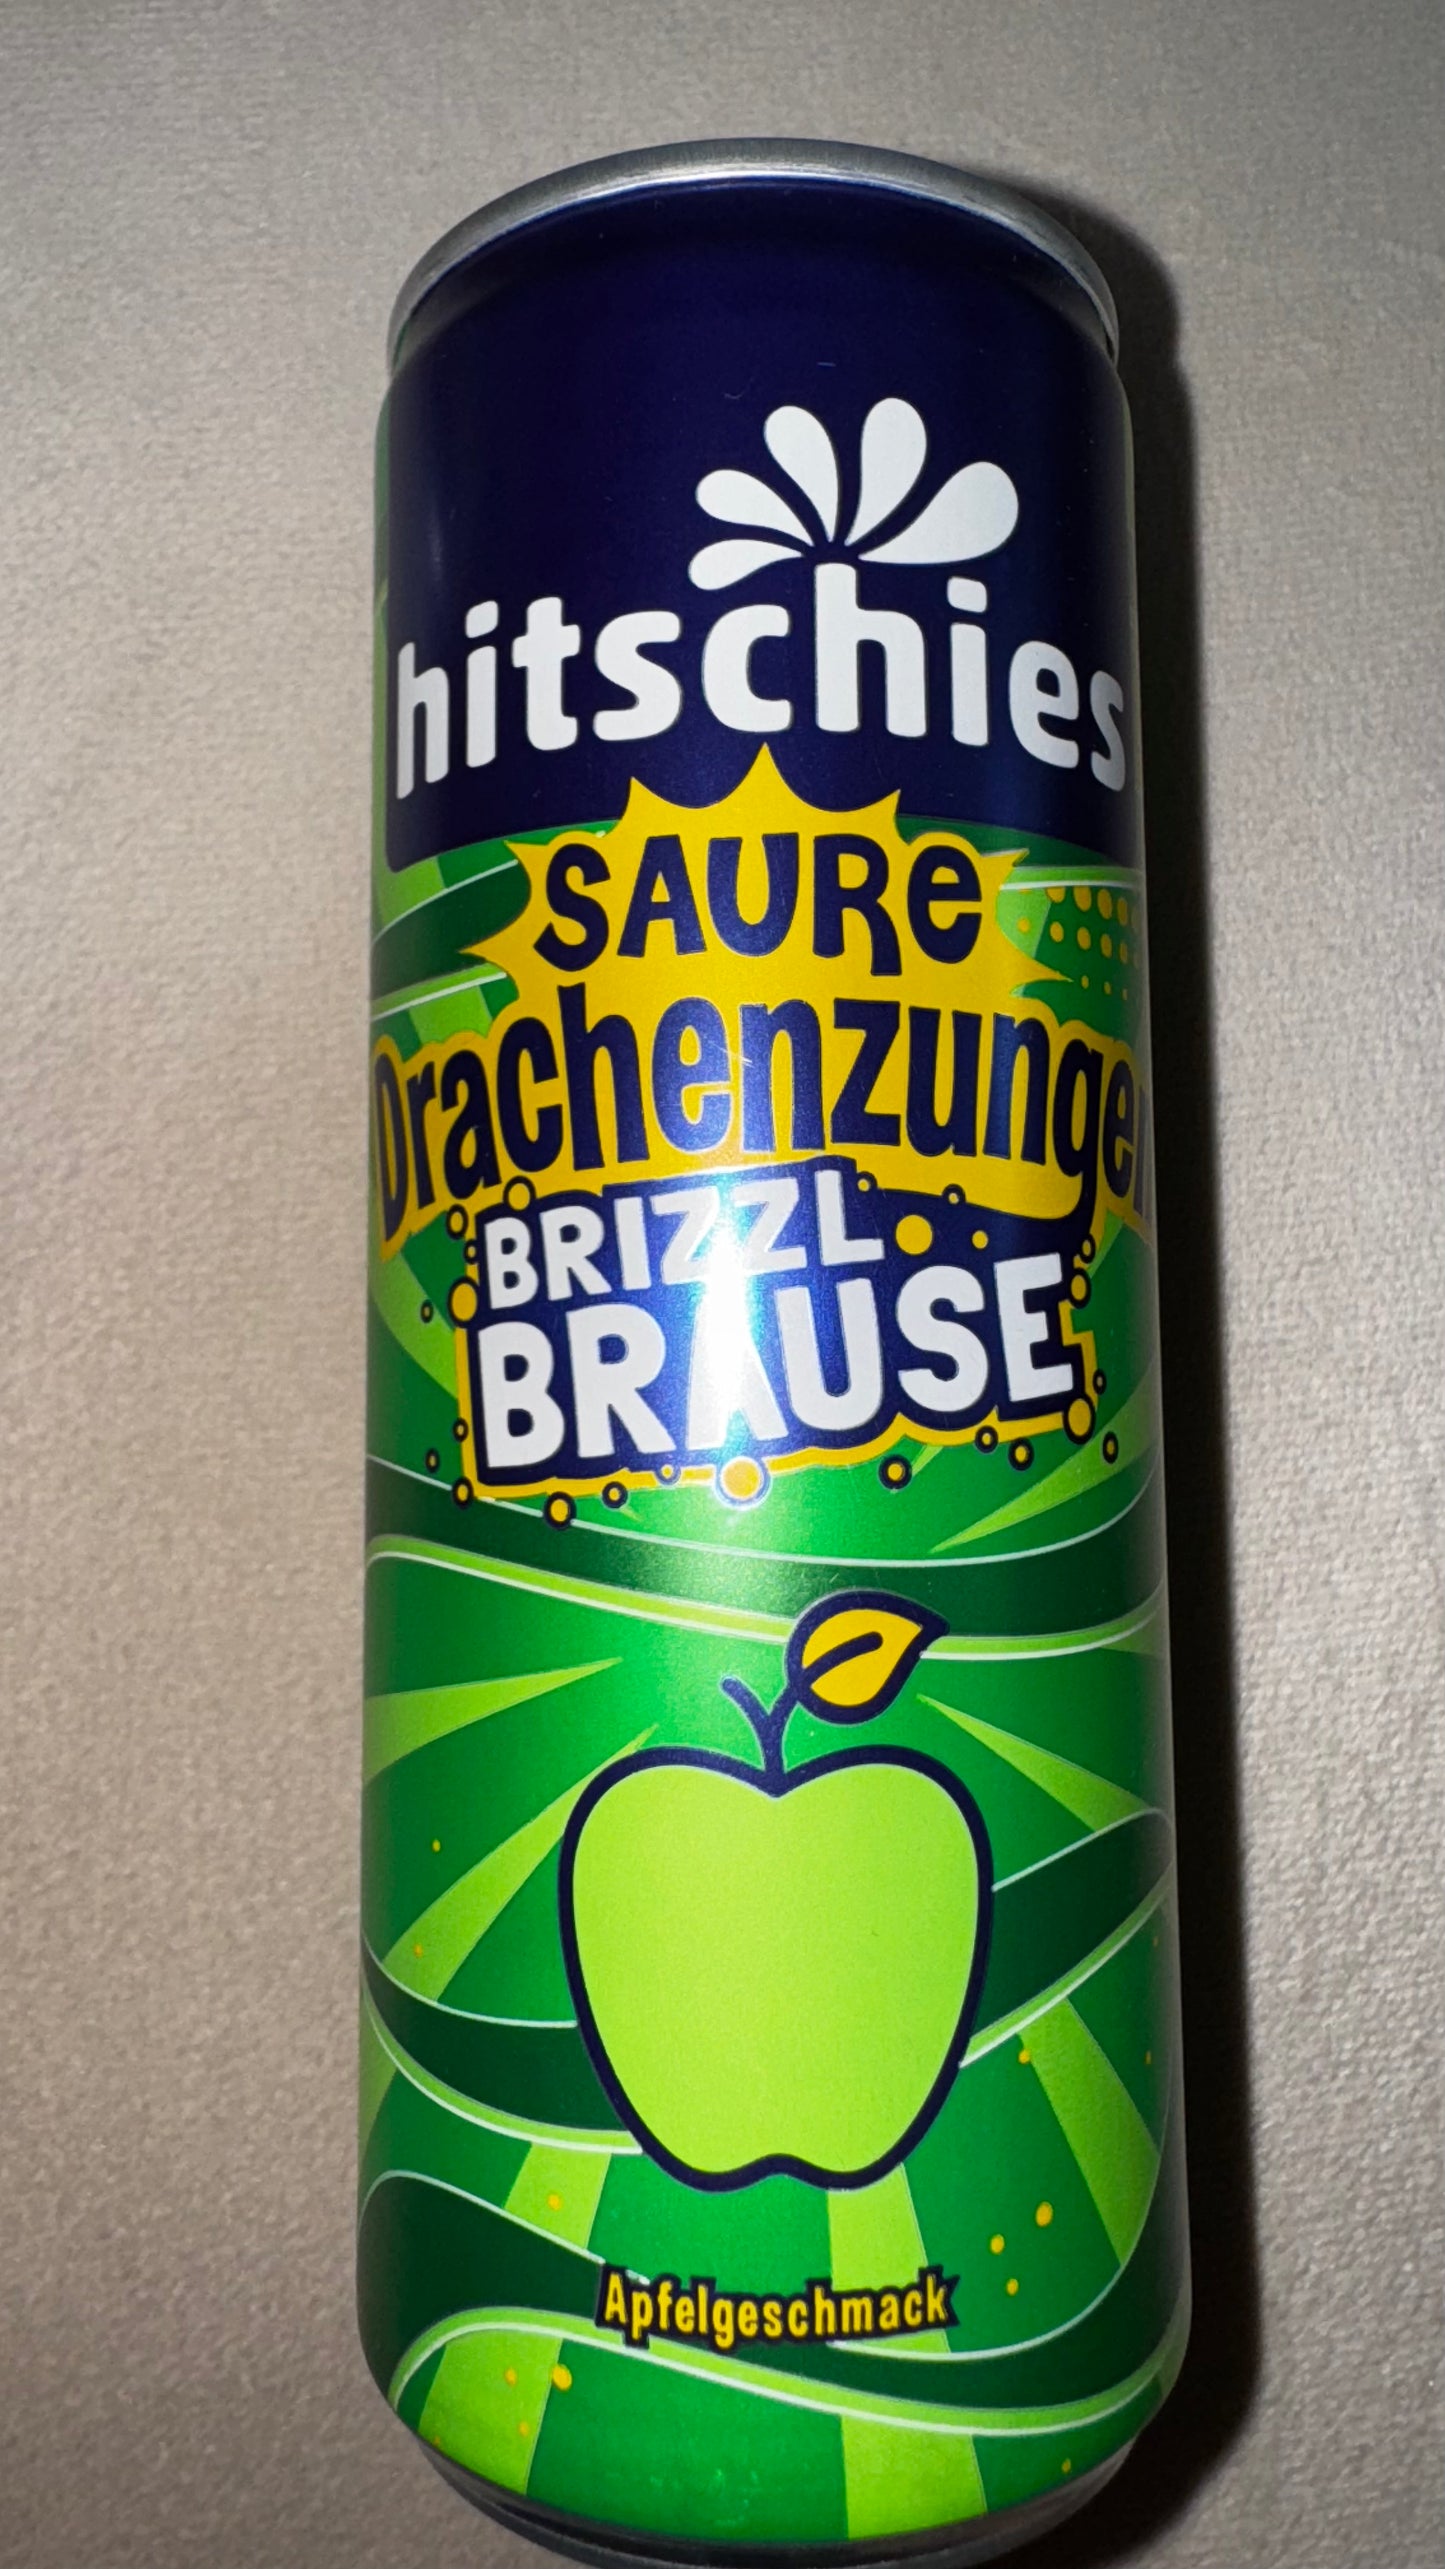 hitschies
SAURe
Drachenzungen
BRIZZL
BRAUSE
Apfelgeschmack